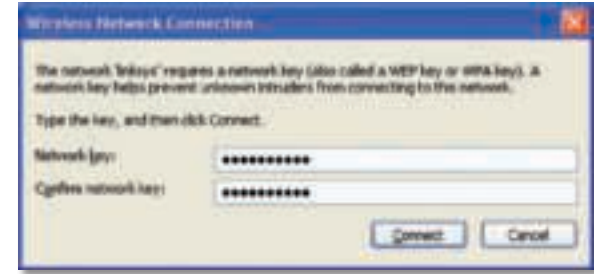 Wireless Network Connection
The network 'linksys' requires a network key (also called a WEP key or WPA key). A
network key helps prevent unknown intruders from connecting to this network.
Type the key, and then click Connect.
Network key: ••••••••••
Confirm network key: ••••••••••
Connect Cancel